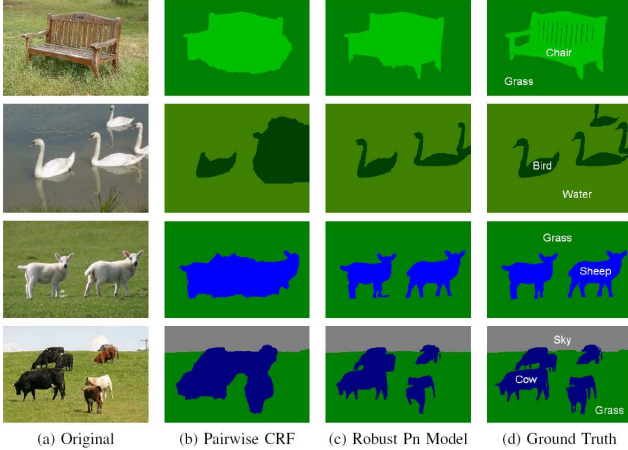 Chair
Grass
Bird
Water
Grass
Sheep
Sky
Cow
Grass
(a) Original (b) Pairwise CRF (c) Robust Pn Model (d) Ground Truth